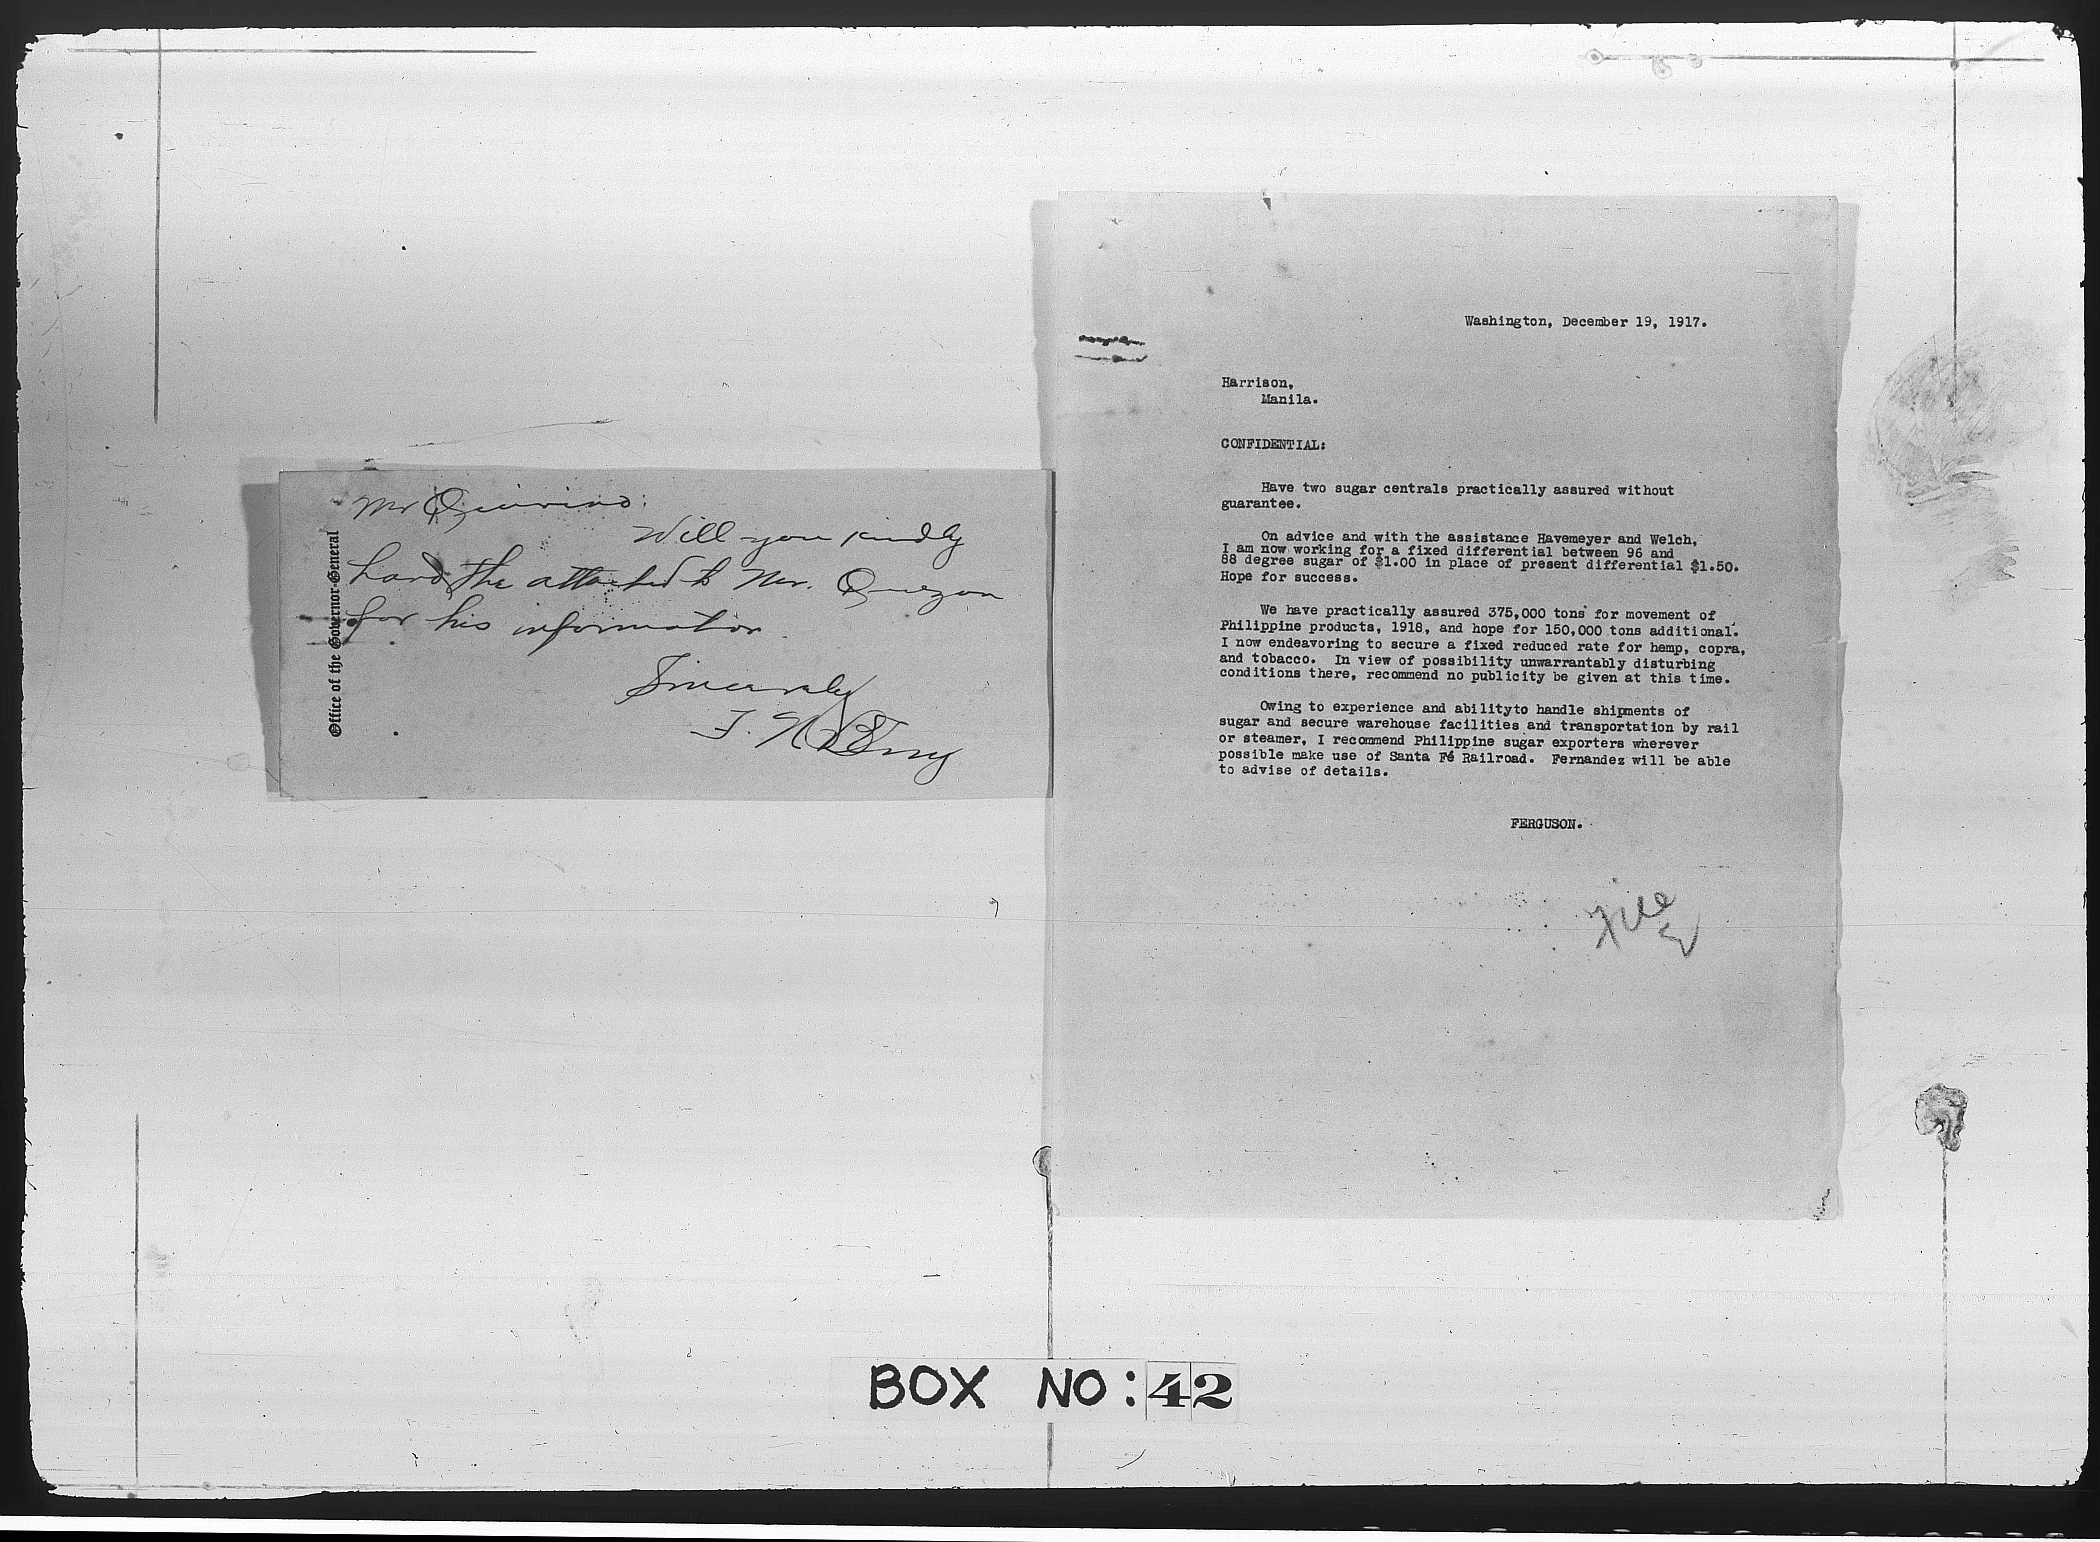 Office of the Governor-General
Mr Quirino:
Will you kindly
hand the attached to Mr. Quezon
for his information.
Sincerely
Washington, December 19, 1917.
Harrison,
Manila.
CONFIDENTIAL:
Have two sugar centrals practically assured without
guarantee.
On advice and with the assistance Havemeyer and Welch,
I am now working for a fixed differential between 96 and
88 degree sugar of $1.00 in place of present differential $1.50.
Hope for success.
We have practically assured 375,000 tons for movement of
Philippine products, 1918, and hope for 150,000 tons additional.
I now endeavoring to secure a fixed reduced rate for hemp, copra,
and tobacco. In view of possibility unwarrantably disturbing
conditions there, recommend no publicity be given at this time.
Owing to experience and abilityto handle shipments of
sugar and secure warehouse facilities and transportation by rail
or steamer, I recommend Philippine sugar exporters wherever
possible make use of Santa Fé Railroad. Fernandez will be able
to advise of details.
FERGUSON.
File
BOX NO: 42